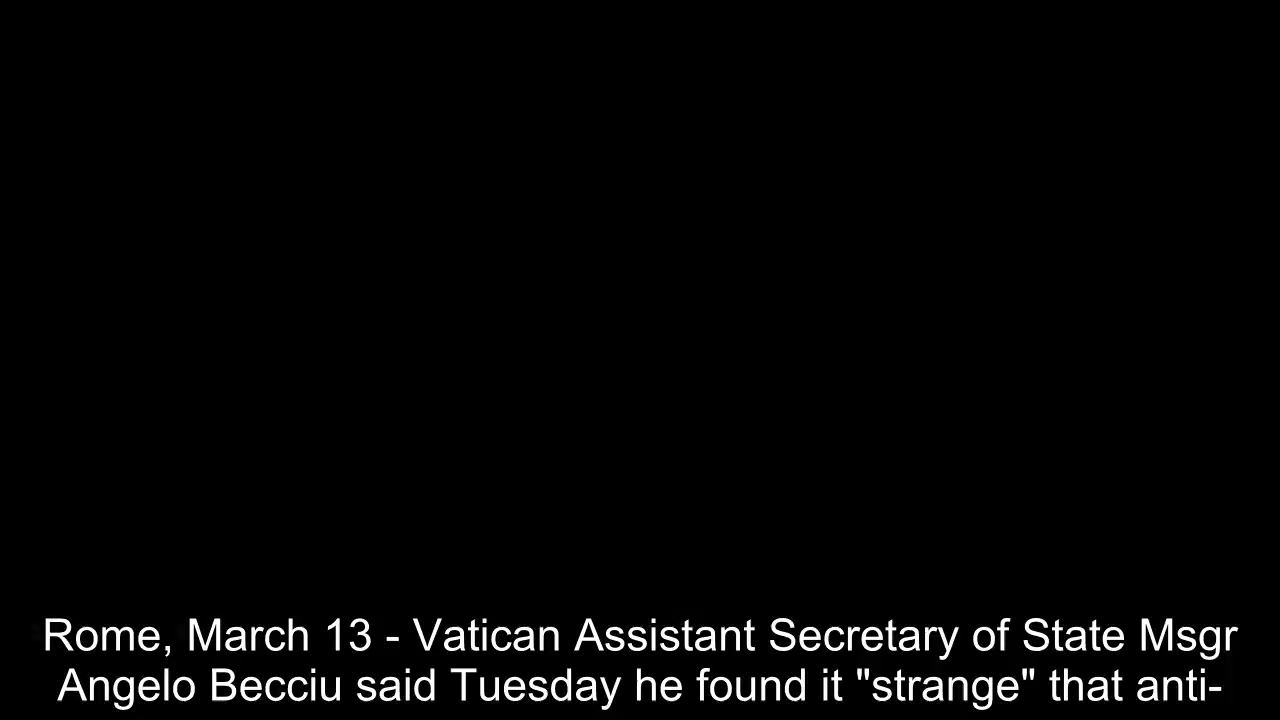 Rome, March 13 - Vatican Assistant Secretary of State Msgr
Angelo Becciu said Tuesday he found it "strange" that anti-